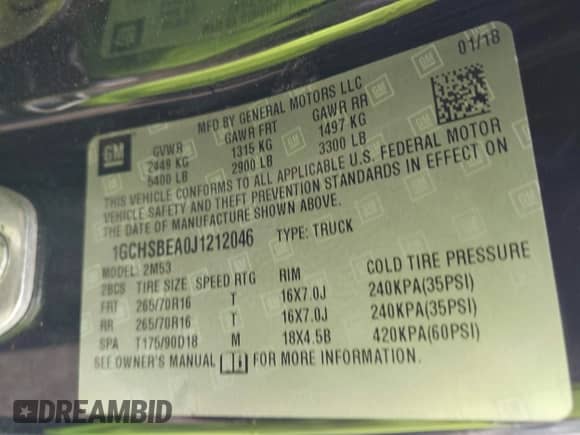 01/18
MFD BY GENERAL MOTORS LLC
GM
GVWR GAWR FRT GAWR RR
2449 KG 1315 KG 1497 KG
5400 LB 2900 LB 3300 LB
THIS VEHICLE CONFORMS TO ALL APPLICABLE U.S. FEDERAL MOTOR
VEHICLE SAFETY AND THEFT PREVENTION STANDARDS IN EFFECT ON
THE DATE OF MANUFACTURE SHOWN ABOVE.
1GCHSBEA0J1212046 TYPE: TRUCK
MODEL: 2M53
2BCS TIRE SIZE SPEED RTG RIM COLD TIRE PRESSURE
FRT 265/70R16 T 16X7.0J 240KPA(35PSI)
RR 265/70R16 T 16X7.0J 240KPA(35PSI)
SPA T175/90D18 M 18X4.5B 420KPA(60PSI)
SEE OWNER'S MANUAL FOR MORE INFORMATION.
DREAMBID